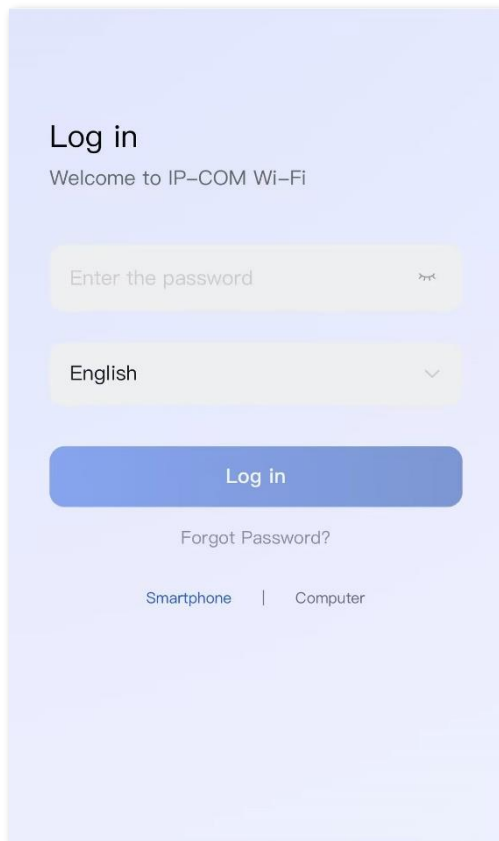 Log in
Welcome to IP-COM Wi-Fi
Enter the password
English
Log in
Forgot Password?
Smartphone | Computer